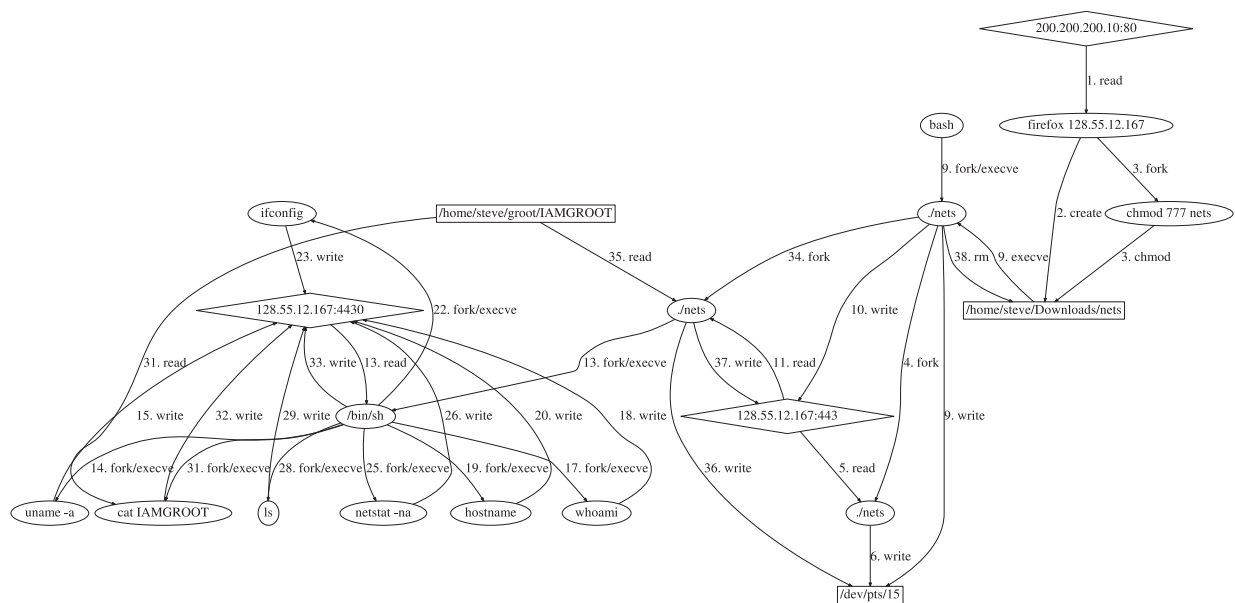 200.200.200.10:80
1. read
bash
firefox 128.55.12.167
9. fork/execve
3. fork
ifconfig
/home/steve/groot/IAMGROOT
./nets
2. create
chmod 777 nets
23. write
35. read
34. fork
38. rm
9. execve
3. chmod
128.55.12.167:4430
22. fork/execve
./nets
10. write
/home/steve/Downloads/nets
31. read
33. write
13. read
13. fork/execve
37. write
11. read
4. fork
15. write
32. write
29. write
/bin/sh
26. write
20. write
18. write
128.55.12.167:443
9. write
14. fork/execve
31. fork/execve
28. fork/execve
25. fork/execve
19. fork/execve
17. fork/execve
36. write
5. read
uname -a
cat IAMGROOT
ls
netstat -na
hostname
whoami
./nets
6. write
/dev/pts/15